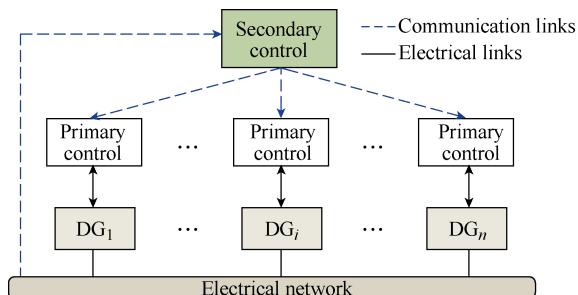 Secondary
control
Communication links
Electrical links
Primary
control
...
Primary
control
...
Primary
control
DG1
...
DGi
...
DGn
Electrical network